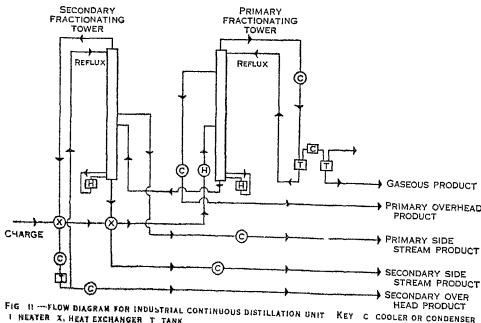 SECONDARY
FRACTIONATING
TOWER
PRIMARY
FRACTIONATING
TOWER
REFLUX
REFLUX
C
C
T
T
C
H
C
H
H
GASEOUS PRODUCT
PRIMARY OVERHEAD
PRODUCT
X
X
CHARGE
C
PRIMARY SIDE
STREAM PRODUCT
C
T
C
SECONDARY SIDE
STREAM PRODUCT
C
SECONDARY OVER
HEAD PRODUCT
FIG 11 —FLOW DIAGRAM FOR INDUSTRIAL CONTINUOUS DISTILLATION UNIT KEY C COOLER OR CONDENSER
I HEATER X, HEAT EXCHANGER T TANK